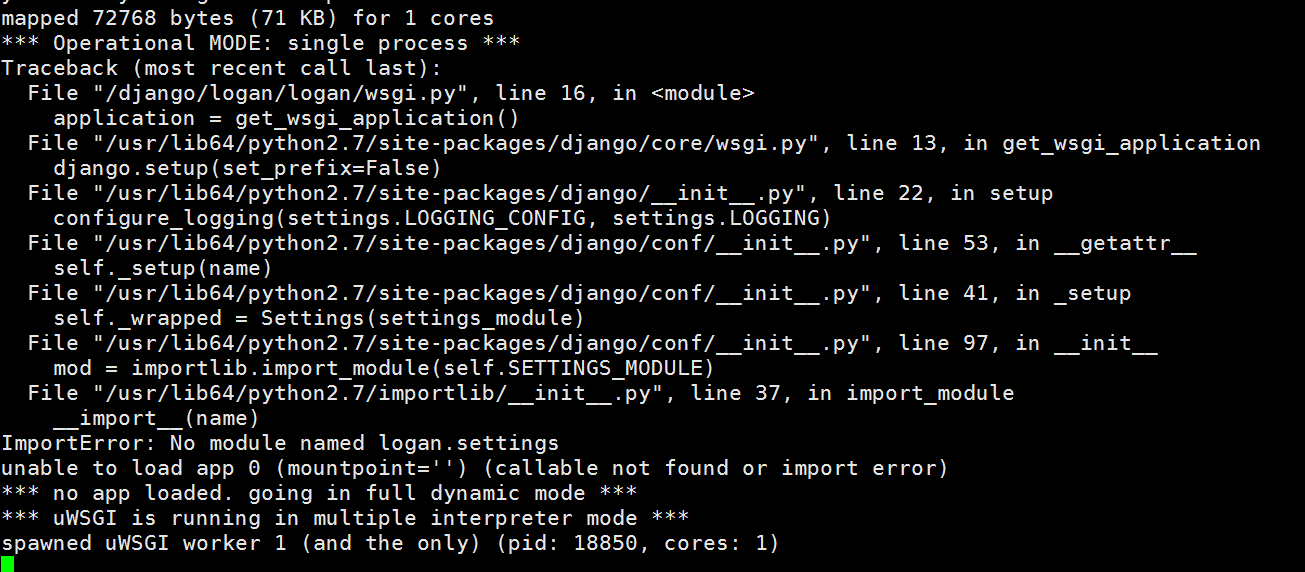 mapped 72768 bytes (71 KB) for 1 cores
*** Operational MODE: single process ***
Traceback (most recent call last):
  File "/django/logan/logan/wsgi.py", line 16, in <module>
    application = get_wsgi_application()
  File "/usr/lib64/python2.7/site-packages/django/core/wsgi.py", line 13, in get_wsgi_application
    django.setup(set_prefix=False)
  File "/usr/lib64/python2.7/site-packages/django/__init__.py", line 22, in setup
    configure_logging(settings.LOGGING_CONFIG, settings.LOGGING)
  File "/usr/lib64/python2.7/site-packages/django/conf/__init__.py", line 53, in __getattr__
    self._setup(name)
  File "/usr/lib64/python2.7/site-packages/django/conf/__init__.py", line 41, in _setup
    self._wrapped = Settings(settings_module)
  File "/usr/lib64/python2.7/site-packages/django/conf/__init__.py", line 97, in __init__
    mod = importlib.import_module(self.SETTINGS_MODULE)
  File "/usr/lib64/python2.7/importlib/__init__.py", line 37, in import_module
    __import__(name)
ImportError: No module named logan.settings
unable to load app 0 (mountpoint='') (callable not found or import error)
*** no app loaded. going in full dynamic mode ***
*** uWSGI is running in multiple interpreter mode ***
spawned uWSGI worker 1 (and the only) (pid: 18850, cores: 1)